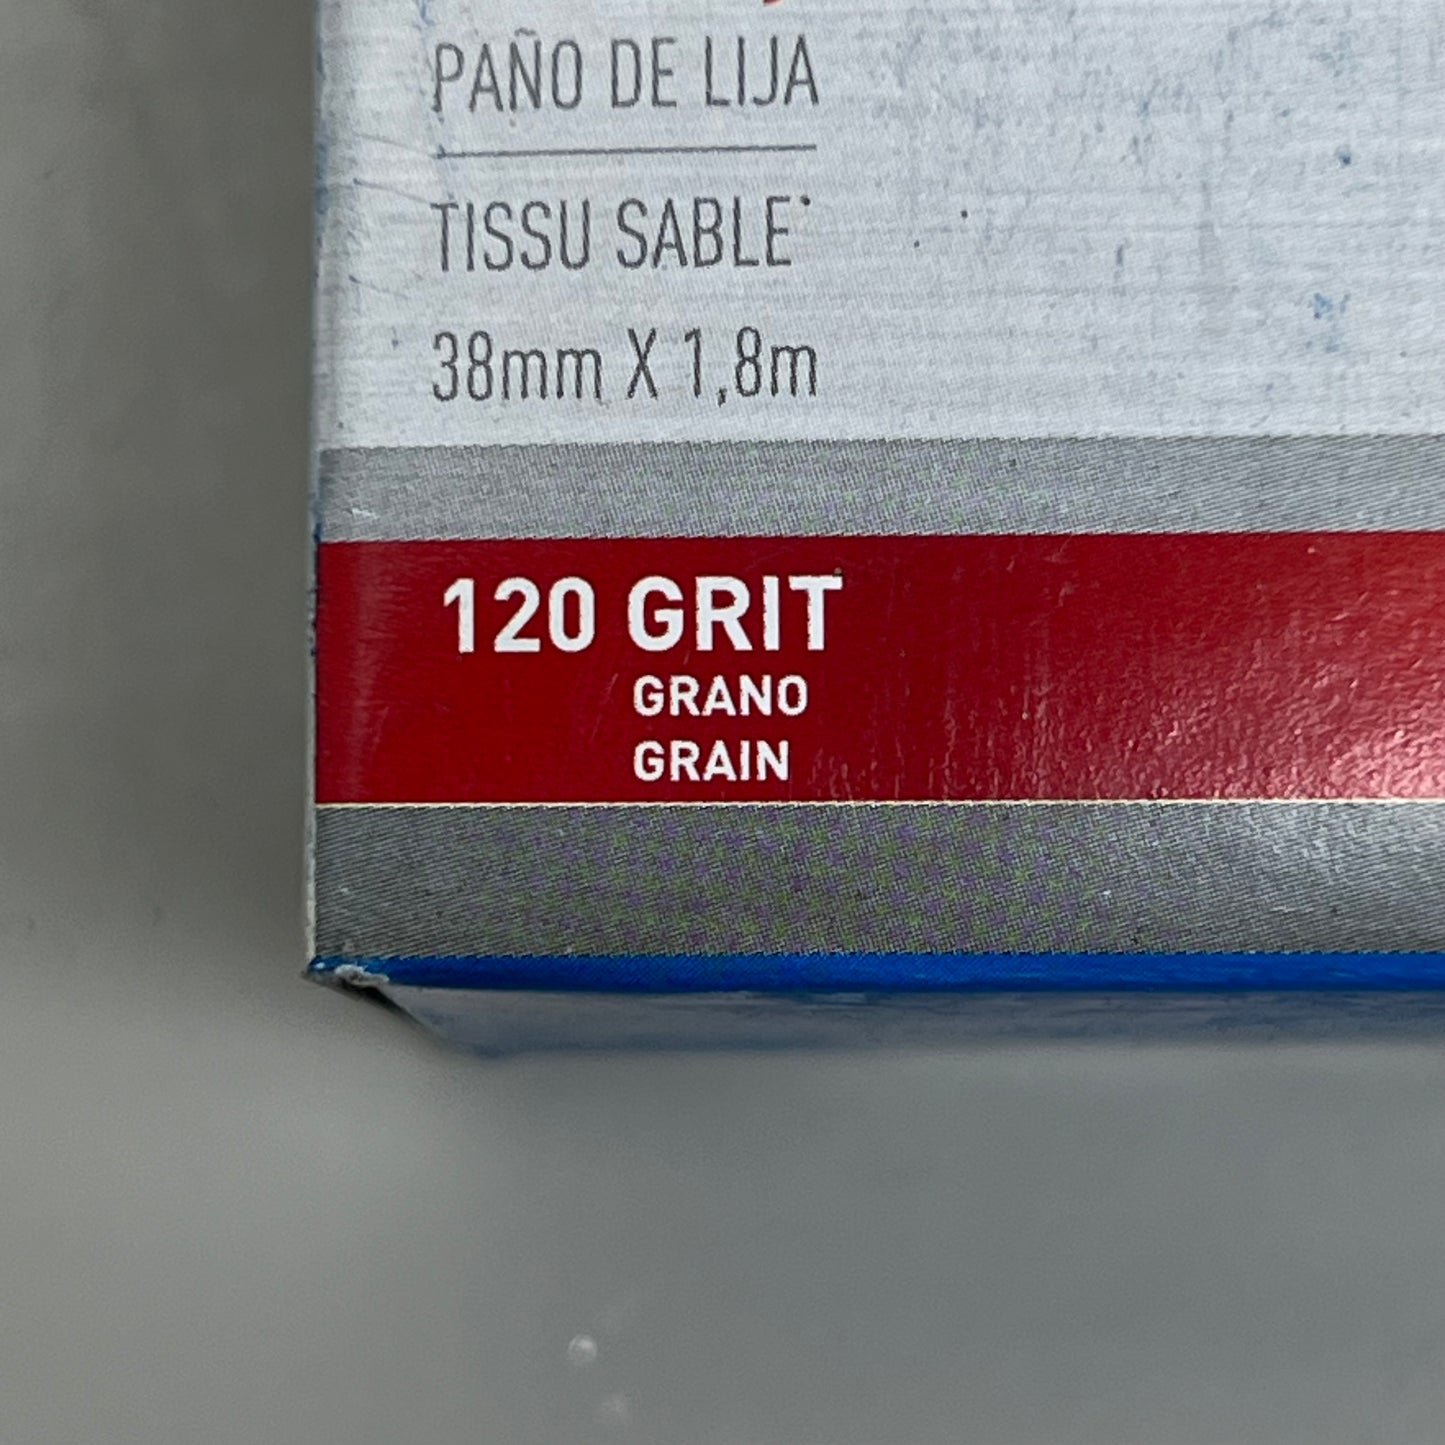 PAÑO DE LIJA
TISSU SABLE
38mm X 1,8m
120 GRIT
GRANO
GRAIN